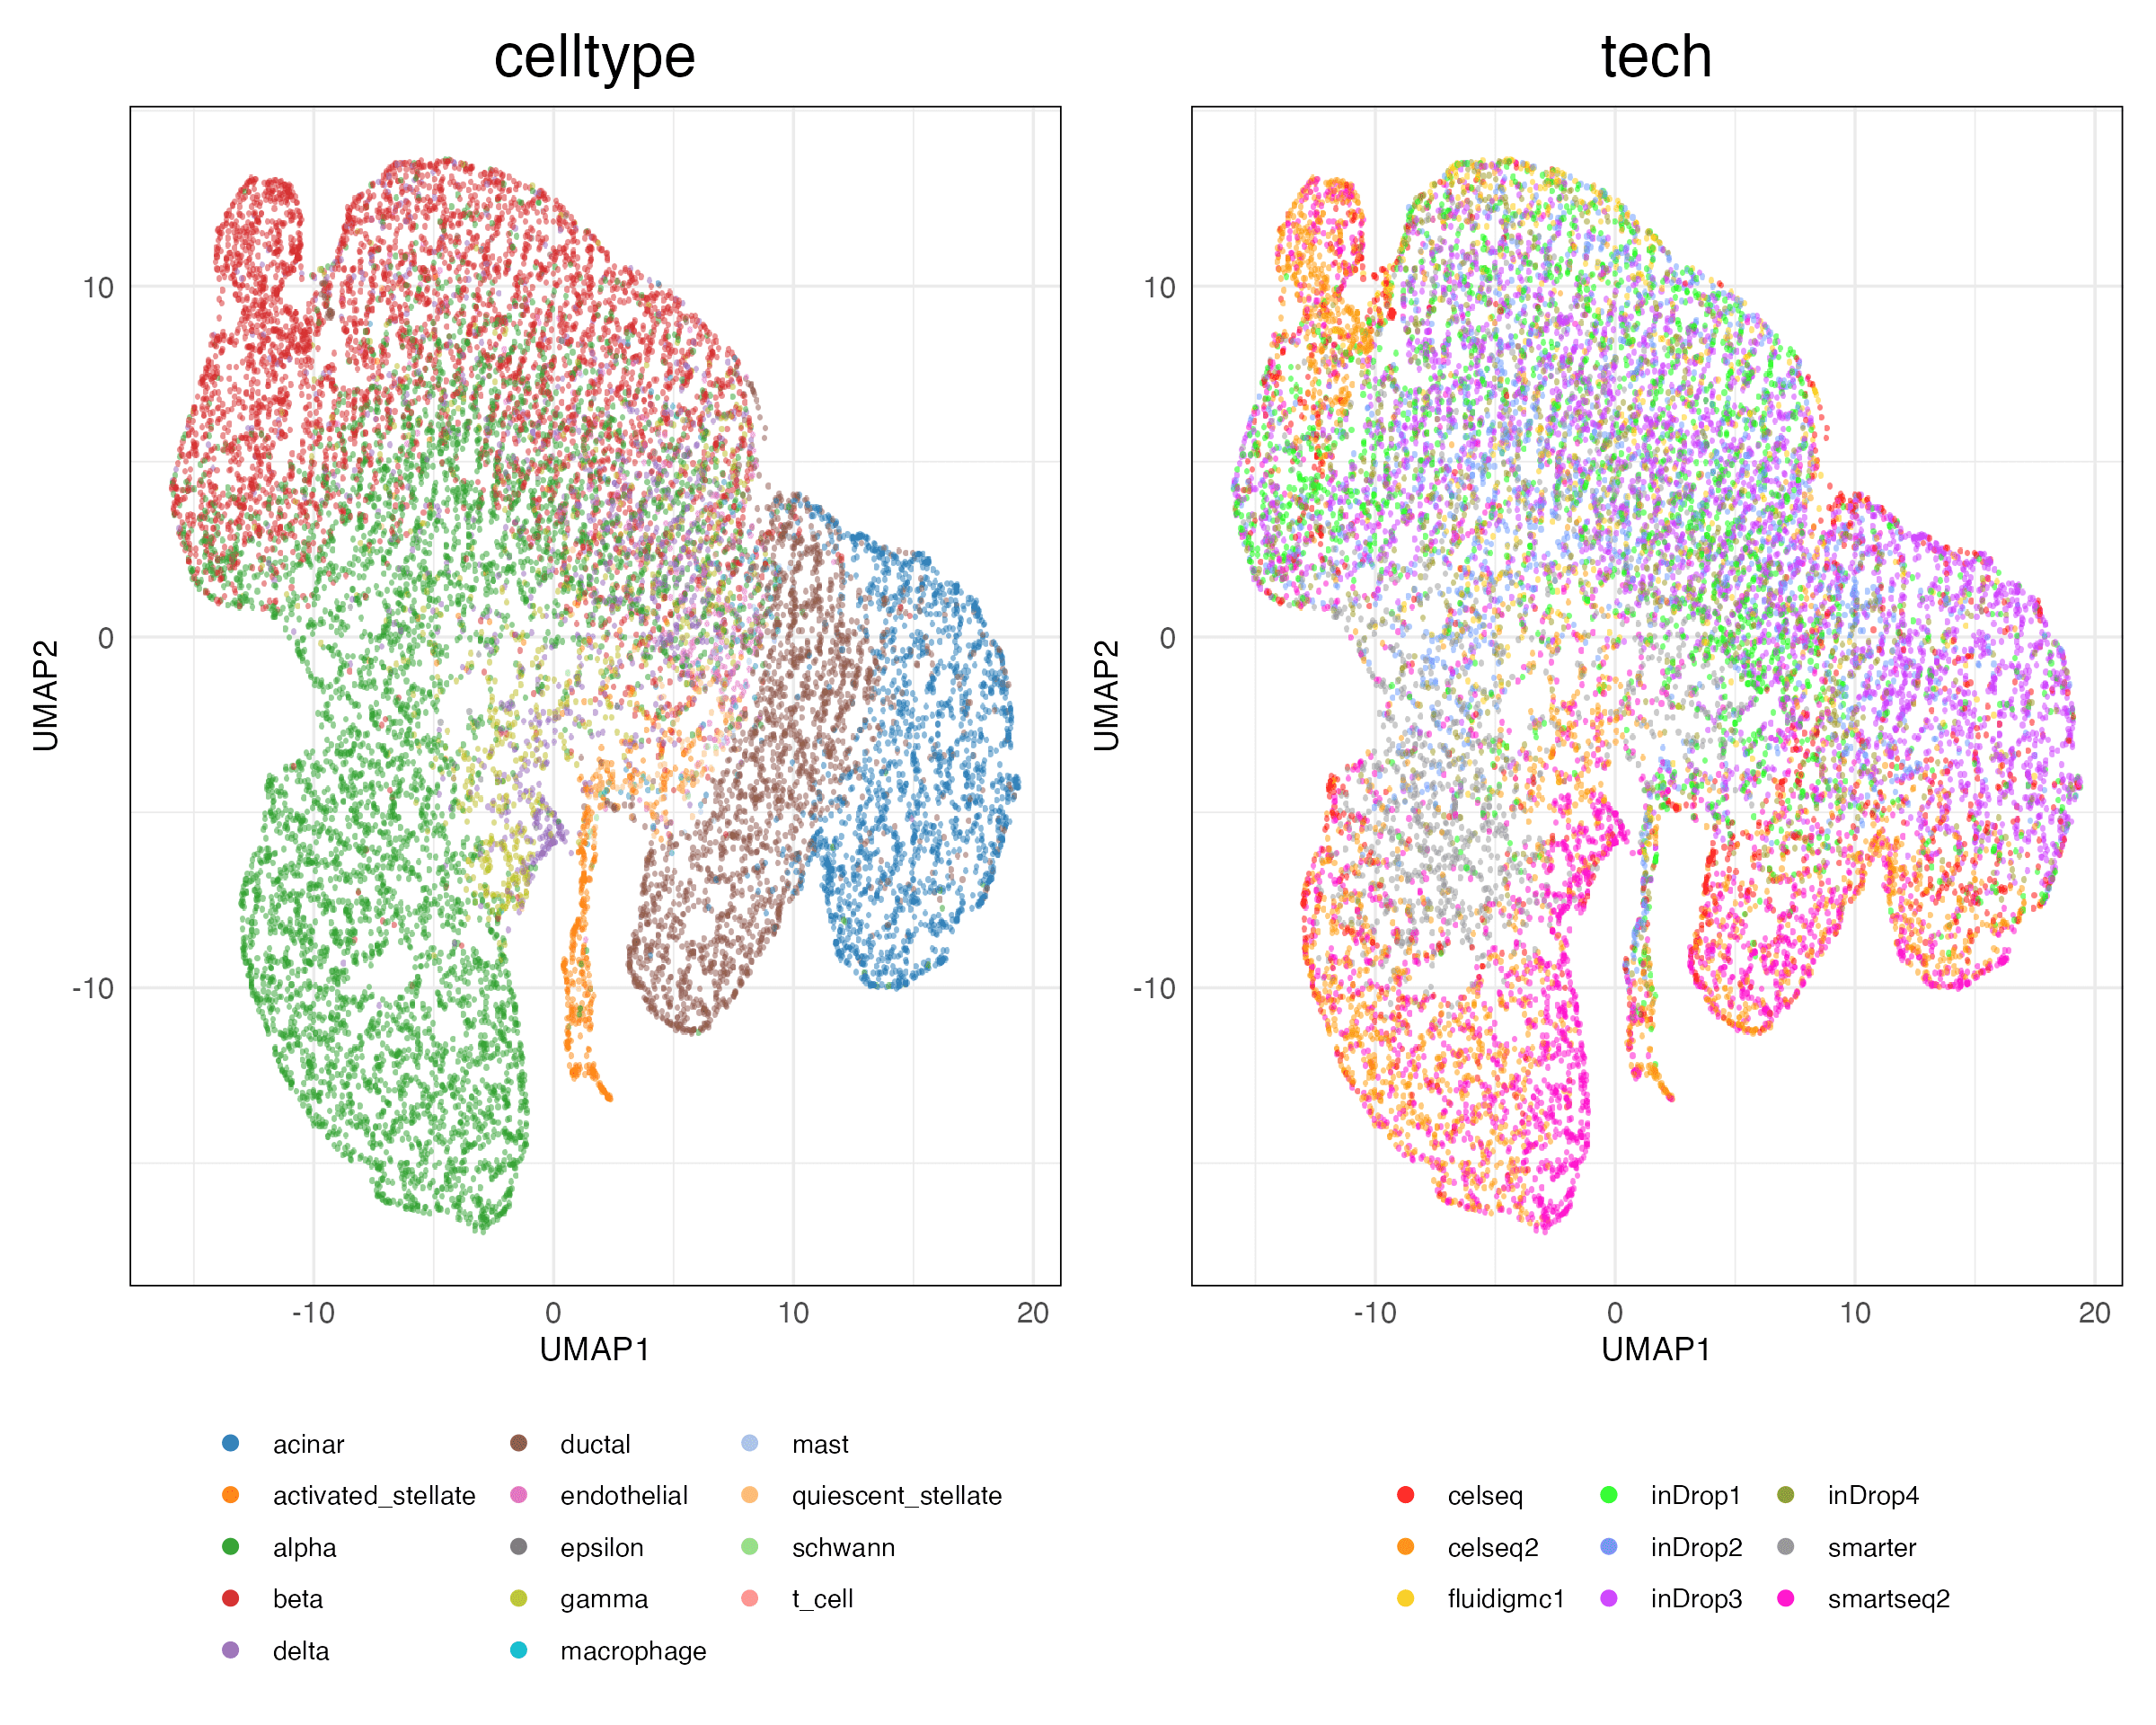 celltype
tech
10
0
-10
UMAP2
-10
0
10
20
UMAP1
10
0
-10
UMAP2
-10
0
10
20
UMAP1
acinar
activated_stellate
alpha
beta
delta
ductal
endothelial
epsilon
gamma
macrophage
mast
quiescent_stellate
schwann
t_cell
celseq
celseq2
fluidigmc1
inDrop1
inDrop2
inDrop3
inDrop4
smarter
smartseq2